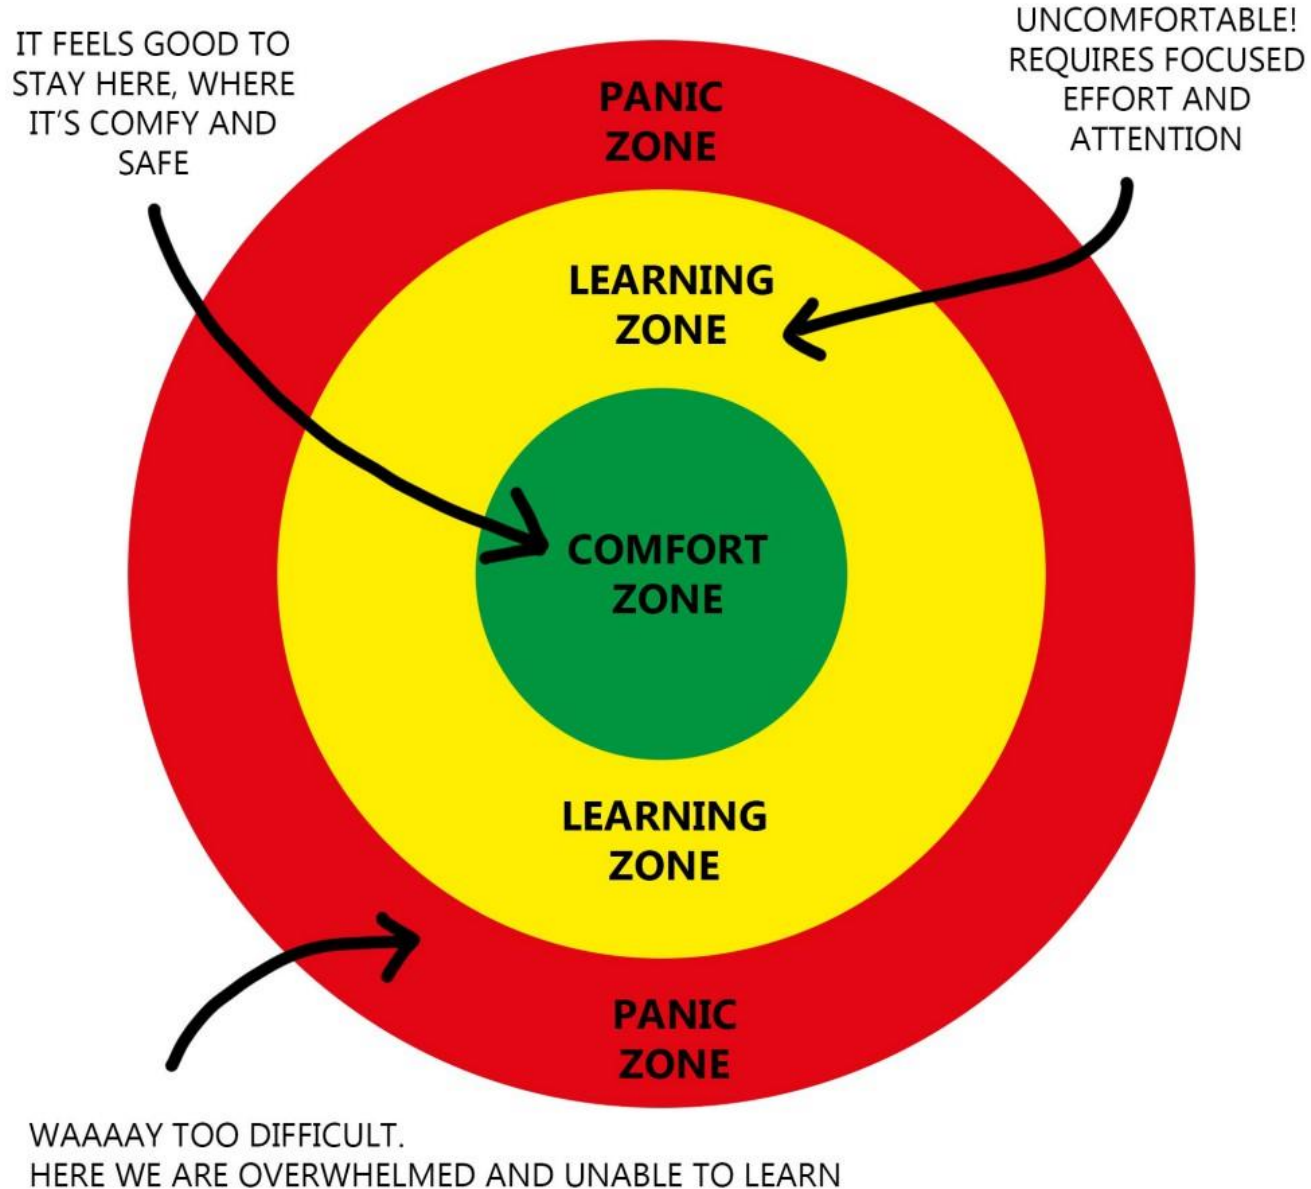 IT FEELS GOOD TO
STAY HERE, WHERE
IT'S COMFY AND
SAFE
UNCOMFORTABLE!
REQUIRES FOCUSED
EFFORT AND
ATTENTION
PANIC
ZONE
LEARNING
ZONE
COMFORT
ZONE
LEARNING
ZONE
PANIC
ZONE
WAAAAY TOO DIFFICULT.
HERE WE ARE OVERWHELMED AND UNABLE TO LEARN